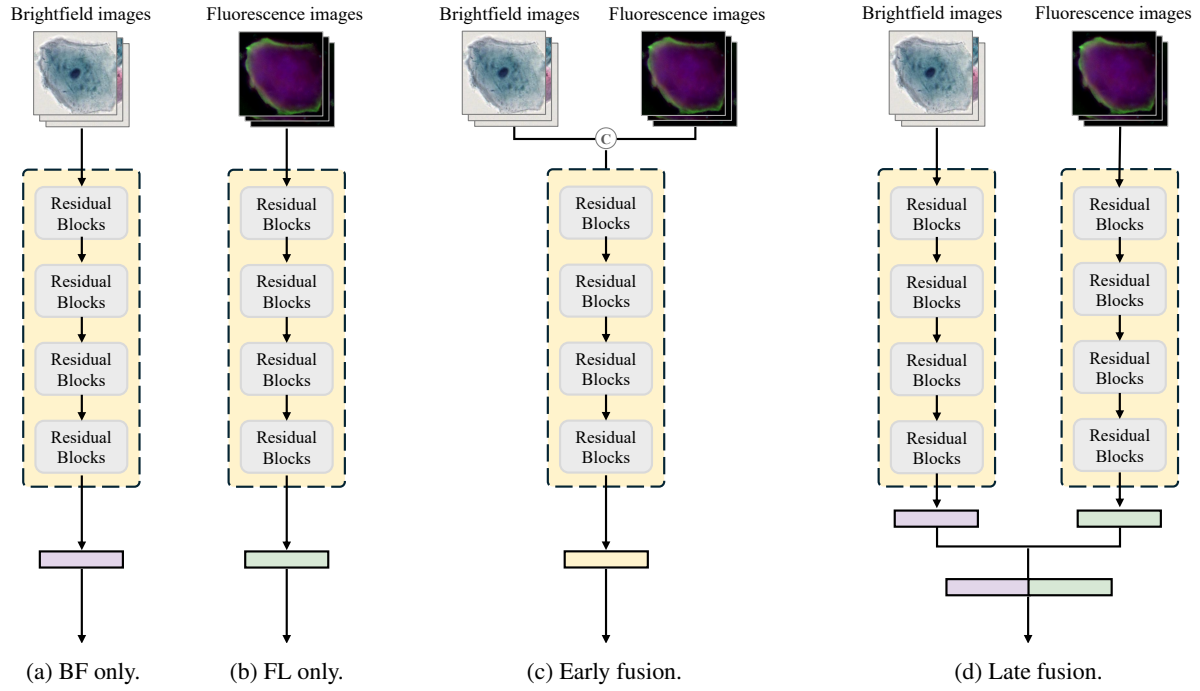 Brightfield images
Fluorescence images
Brightfield images
Fluorescence images
Brightfield images
Fluorescence images
C
Residual
Blocks
Residual
Blocks
Residual
Blocks
Residual
Blocks
Residual
Blocks
Residual
Blocks
Residual
Blocks
Residual
Blocks
Residual
Blocks
Residual
Blocks
Residual
Blocks
Residual
Blocks
Residual
Blocks
Residual
Blocks
Residual
Blocks
Residual
Blocks
Residual
Blocks
Residual
Blocks
Residual
Blocks
Residual
Blocks
(a) BF only.
(b) FL only.
(c) Early fusion.
(d) Late fusion.